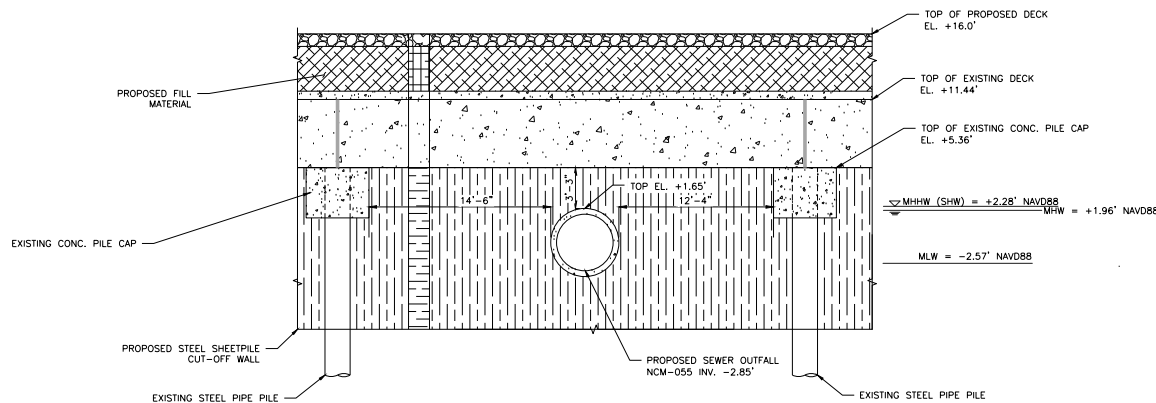 TOP OF PROPOSED DECK
EL. +16.0'
PROPOSED FILL
MATERIAL
TOP OF EXISTING DECK
EL. +11.44'
TOP OF EXISTING CONC. PILE CAP
EL. +5.36'
3'-3"
TOP EL. +1.65'
14'-6"
12'-4"
MHHW (SHW) = +2.28' NAVD88
MHW = +1.96' NAVD88
EXISTING CONC. PILE CAP
MLW = -2.57' NAVD88
PROPOSED STEEL SHEETPILE
CUT-OFF WALL
PROPOSED SEWER OUTFALL
NCM-055 INV. -2.85'
EXISTING STEEL PIPE PILE
EXISTING STEEL PIPE PILE